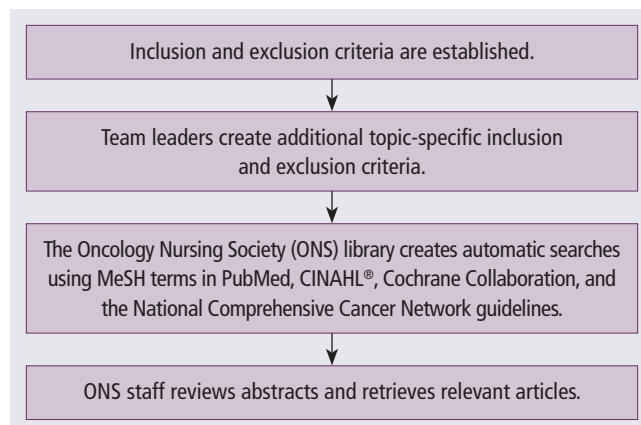 Inclusion and exclusion criteria are established.
Team leaders create additional topic-specific inclusion
and exclusion criteria.
The Oncology Nursing Society (ONS) library creates automatic searches
using MeSH terms in PubMed, CINAHL®, Cochrane Collaboration, and
the National Comprehensive Cancer Network guidelines.
ONS staff reviews abstracts and retrieves relevant articles.